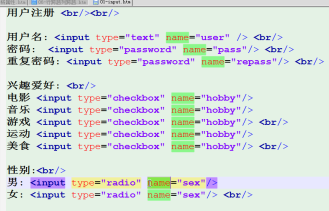 01-input.htm
用户注册 <br/><br/>
用户名: <input type="text" name="user" /> <br/>
密码: <input type="password" name="pass"/> <br/>
重复密码: <input type="password" name="repass"/> <br/>
兴趣爱好: <br/>
电影 <input type="checkbox" name="hobby"/>
音乐 <input type="checkbox" name="hobby"/>
游戏 <input type="checkbox" name="hobby"/> <br/>
运动 <input type="checkbox" name="hobby"/>
美食 <input type="checkbox" name="hobby"/> <br/>
性别:<br/>
男: <input type="radio" name="sex"/>
女: <input type="radio" name="sex"/> <br/>